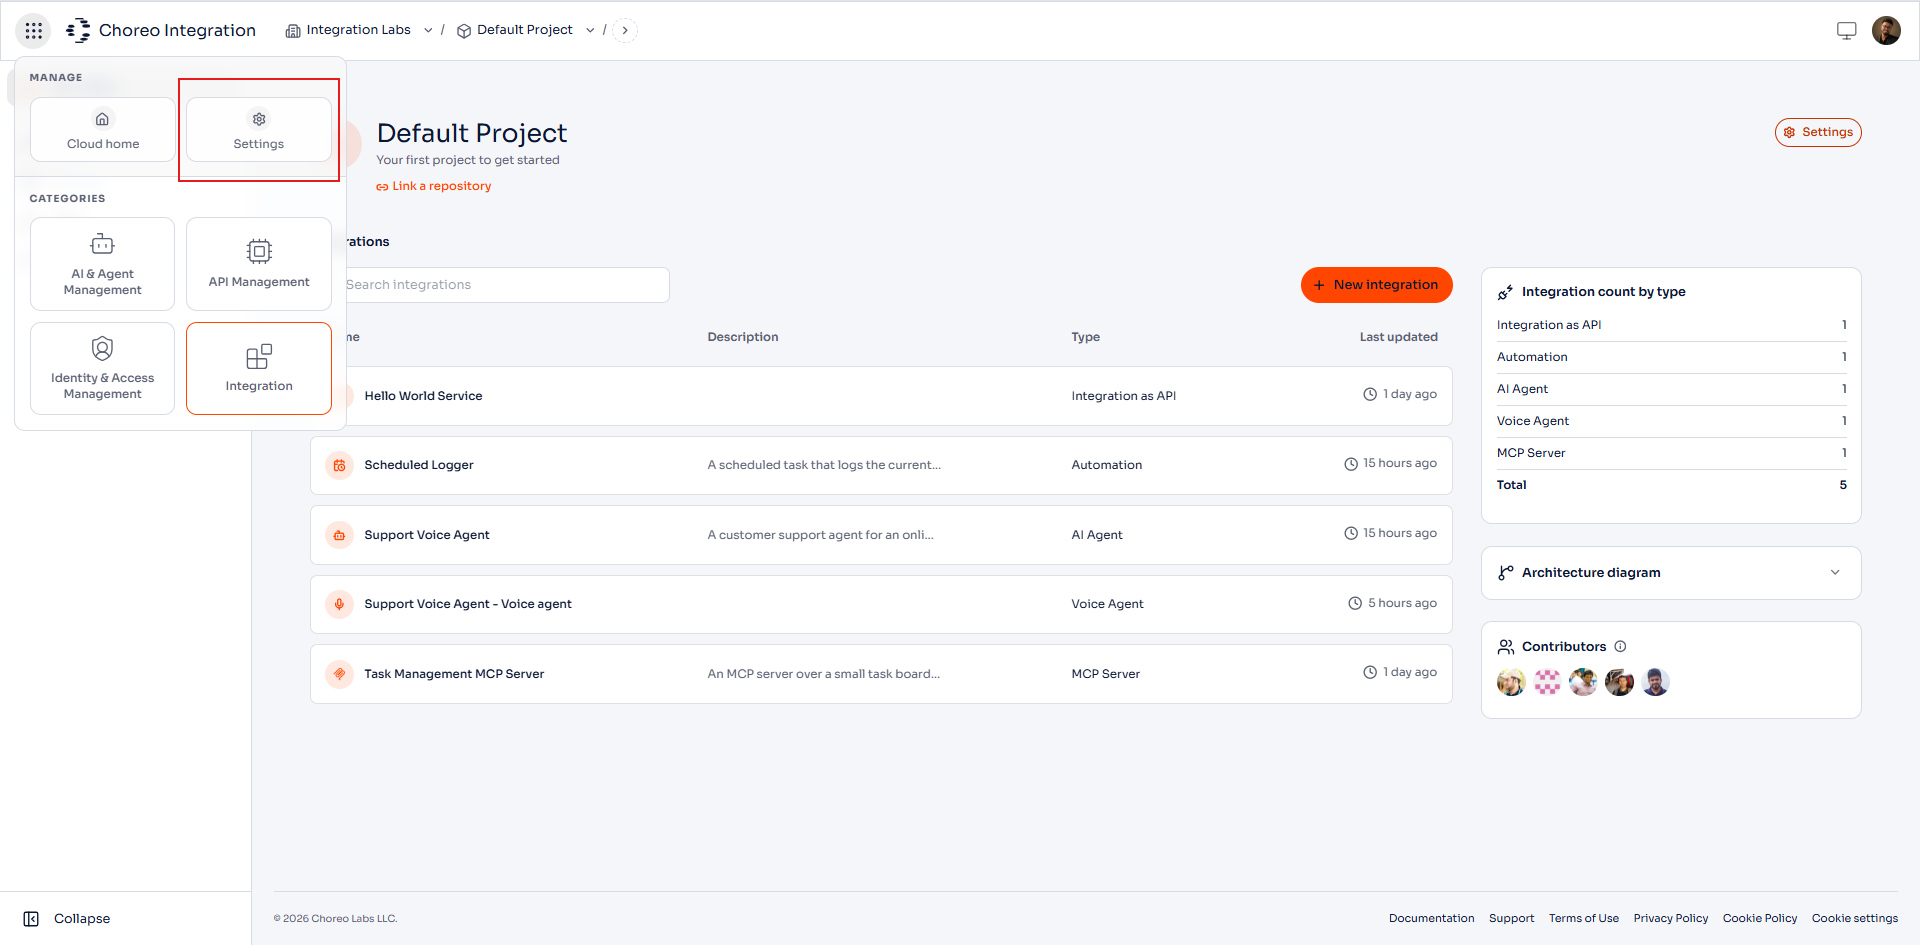 Choreo Integration
Integration Labs / Default Project /
MANAGE
Cloud home
Settings
CATEGORIES
AI & Agent
Management
API Management
Identity & Access
Management
Integration
Default Project
Your first project to get started
Link a repository
Settings
rations
Search integrations
+ New integration
me Description Type Last updated
Hello World Service Integration as API 1 day ago
Scheduled Logger A scheduled task that logs the current... Automation 15 hours ago
Support Voice Agent A customer support agent for an onli... AI Agent 15 hours ago
Support Voice Agent - Voice agent Voice Agent 5 hours ago
Task Management MCP Server An MCP server over a small task board... MCP Server 1 day ago
Integration count by type
Integration as API 1
Automation 1
AI Agent 1
Voice Agent 1
MCP Server 1
Total 5
Architecture diagram
Contributors
Collapse
© 2026 Choreo Labs LLC.
Documentation Support Terms of Use Privacy Policy Cookie Policy Cookie settings